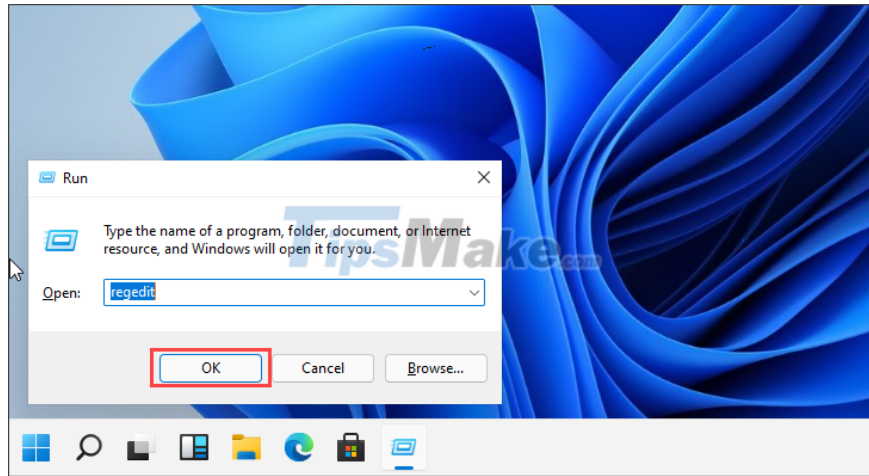 Run
Type the name of a program, folder, document, or Internet
resource, and Windows will open it for you.
TipsMake.com
Open: regedit
OK Cancel Browse...